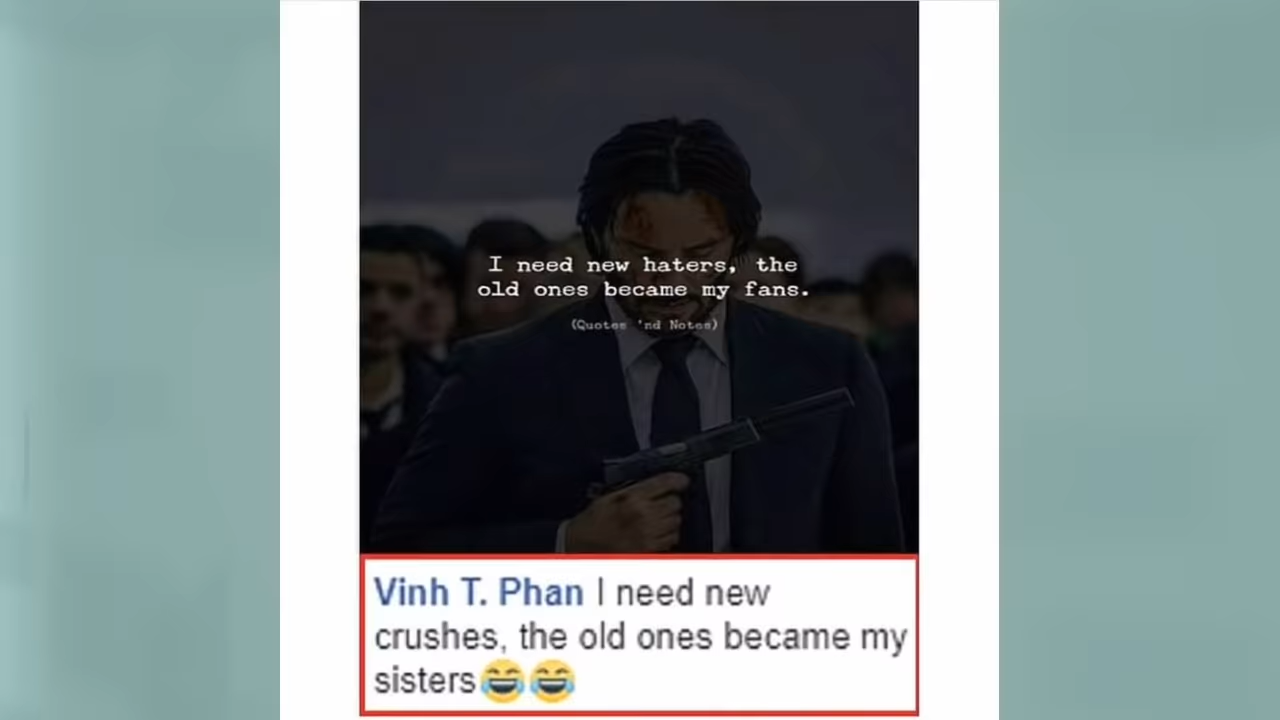 I need new haters, the
old ones became my fans.
(Quotes 'nd Notes)
Vinh T. Phan I need new
crushes, the old ones became my
sisters😂😂